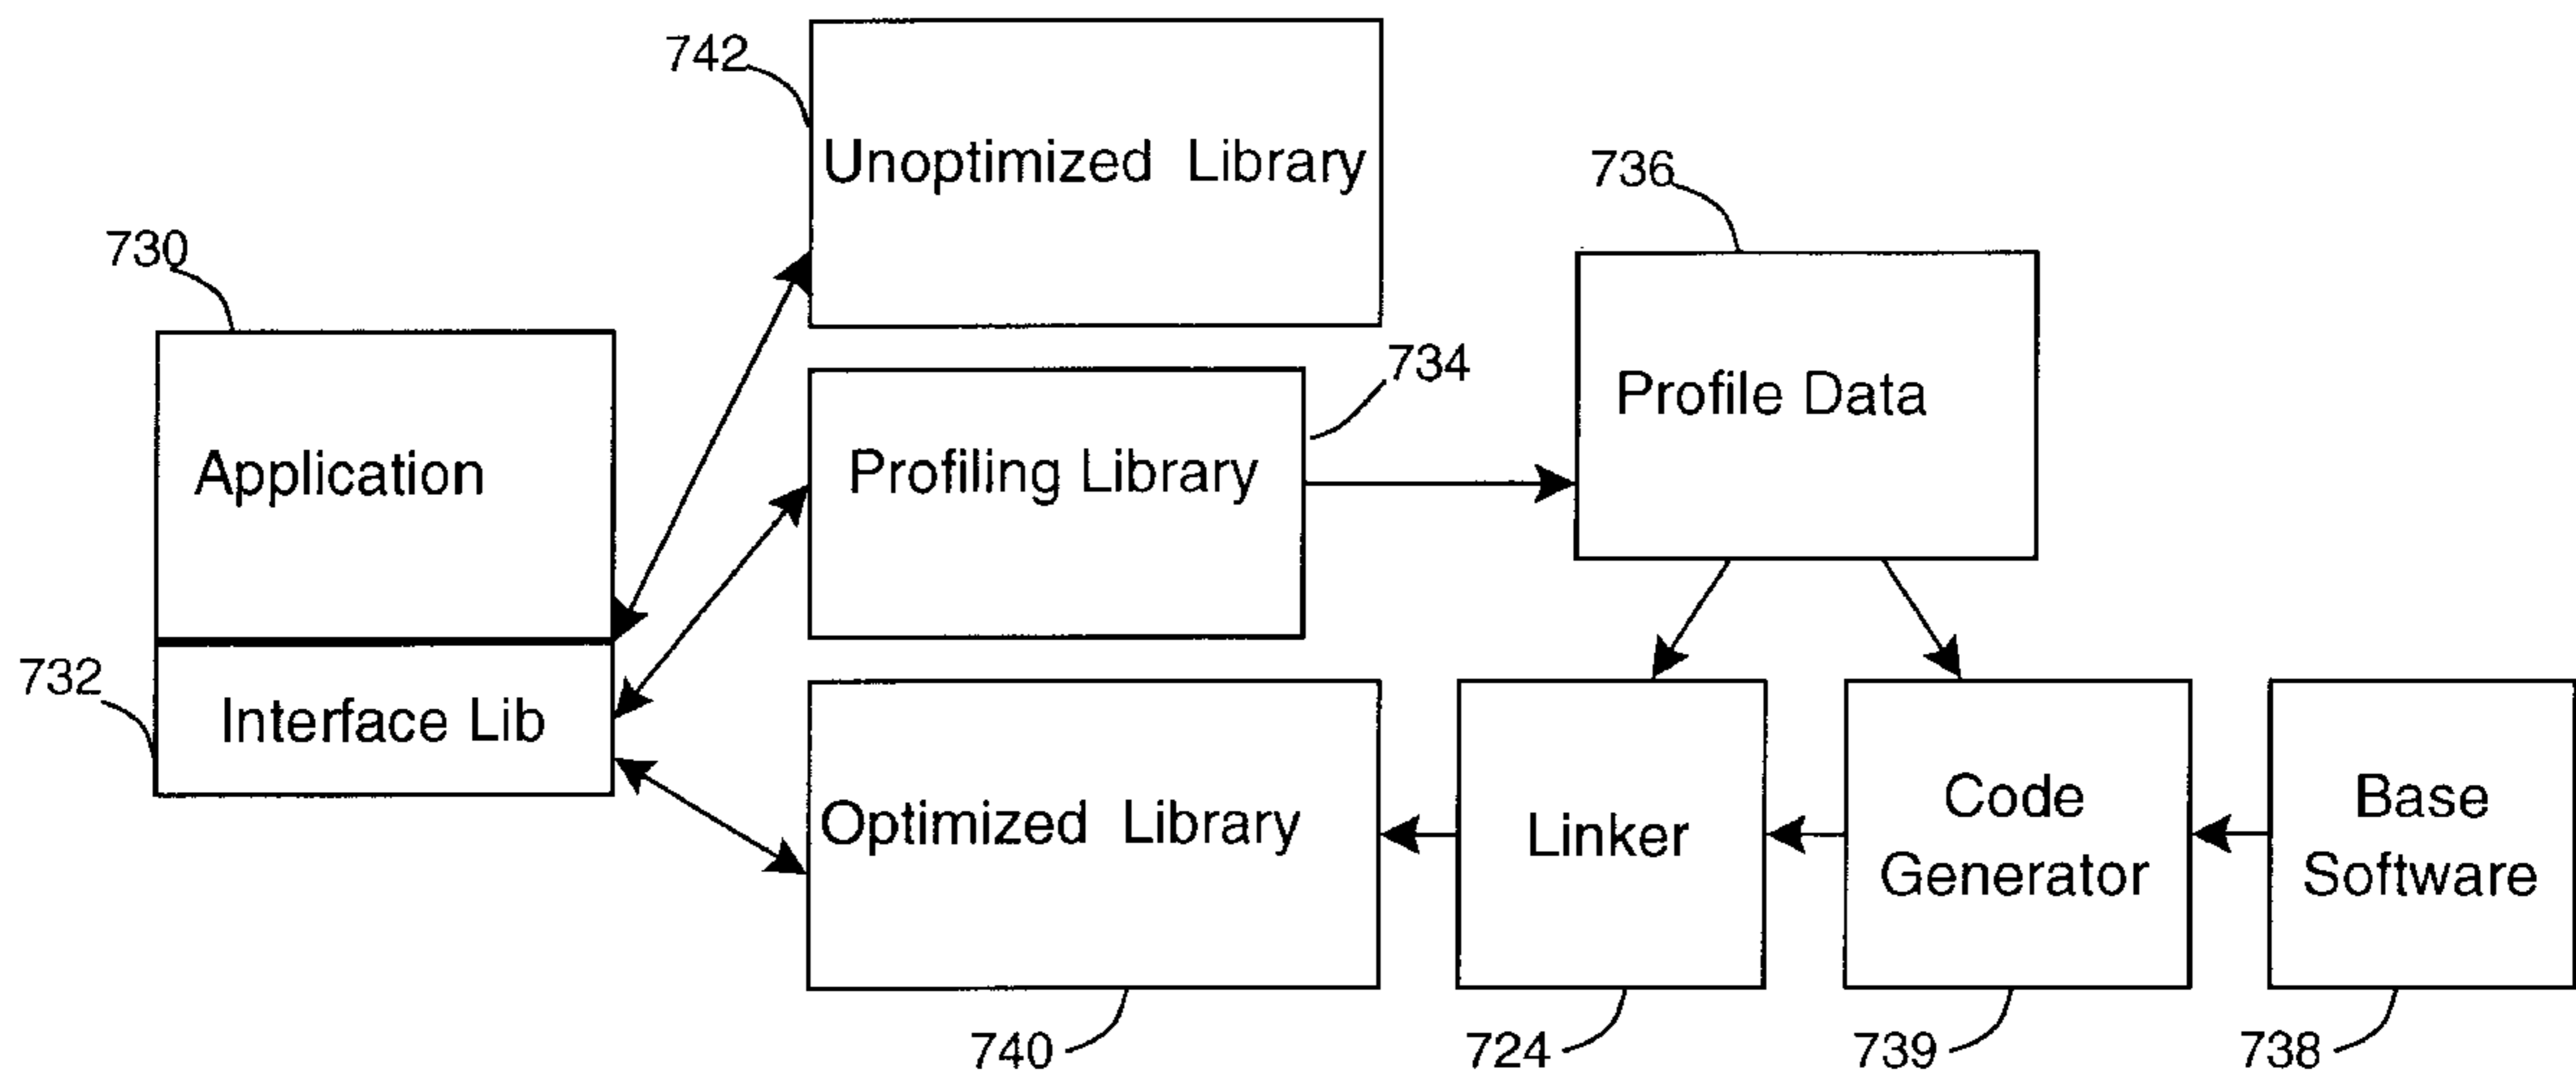 742
Unoptimized Library
736
730
734
Profile Data
Application
Profiling Library
732
Interface Lib
Optimized Library
Linker
Code
Generator
Base
Software
740
724
739
738